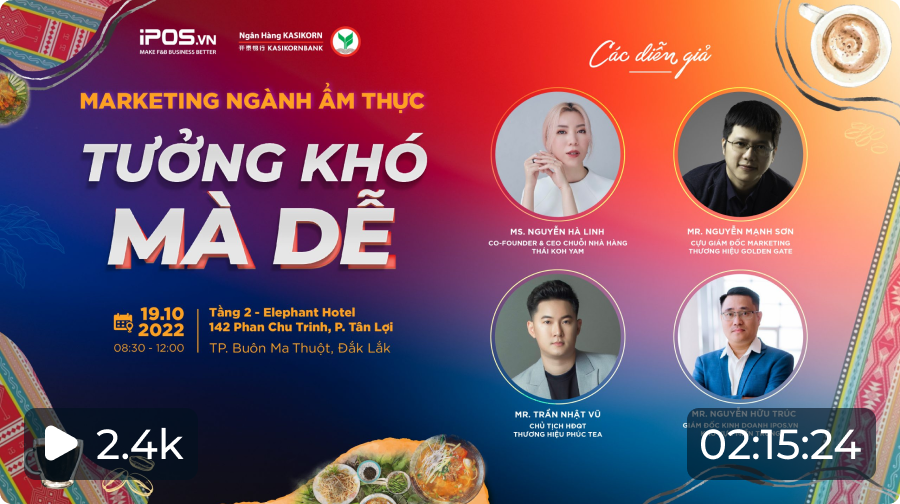 iPOS.VN
MAKE F&B BUSINESS BETTER
Ngân Hàng KASIKORN
开泰银行 KASIKORNBANK
MARKETING NGÀNH ẨM THỰC
TƯỞNG KHÓ
MÀ DỄ
19.10
2022
08:30 - 12:00
Tầng 2 - Elephant Hotel
142 Phan Chu Trinh, P. Tân Lợi
TP. Buôn Ma Thuột, Đắk Lắk
Các diễn giả
MS. NGUYỄN HÀ LINH
CO-FOUNDER & CEO CHUỖI NHÀ HÀNG
THÁI KOH YAM
MR. NGUYỄN MẠNH SƠN
CỰU GIÁM ĐỐC MARKETING
THƯƠNG HIỆU GOLDEN GATE
MR. TRẦN NHẬT VŨ
CHỦ TỊCH HĐQT
THƯƠNG HIỆU PHÚC TEA
MR. NGUYỄN HỮU TRÚC
GIÁM ĐỐC KINH DOANH IPOS.VN
2.4k
02:15:24